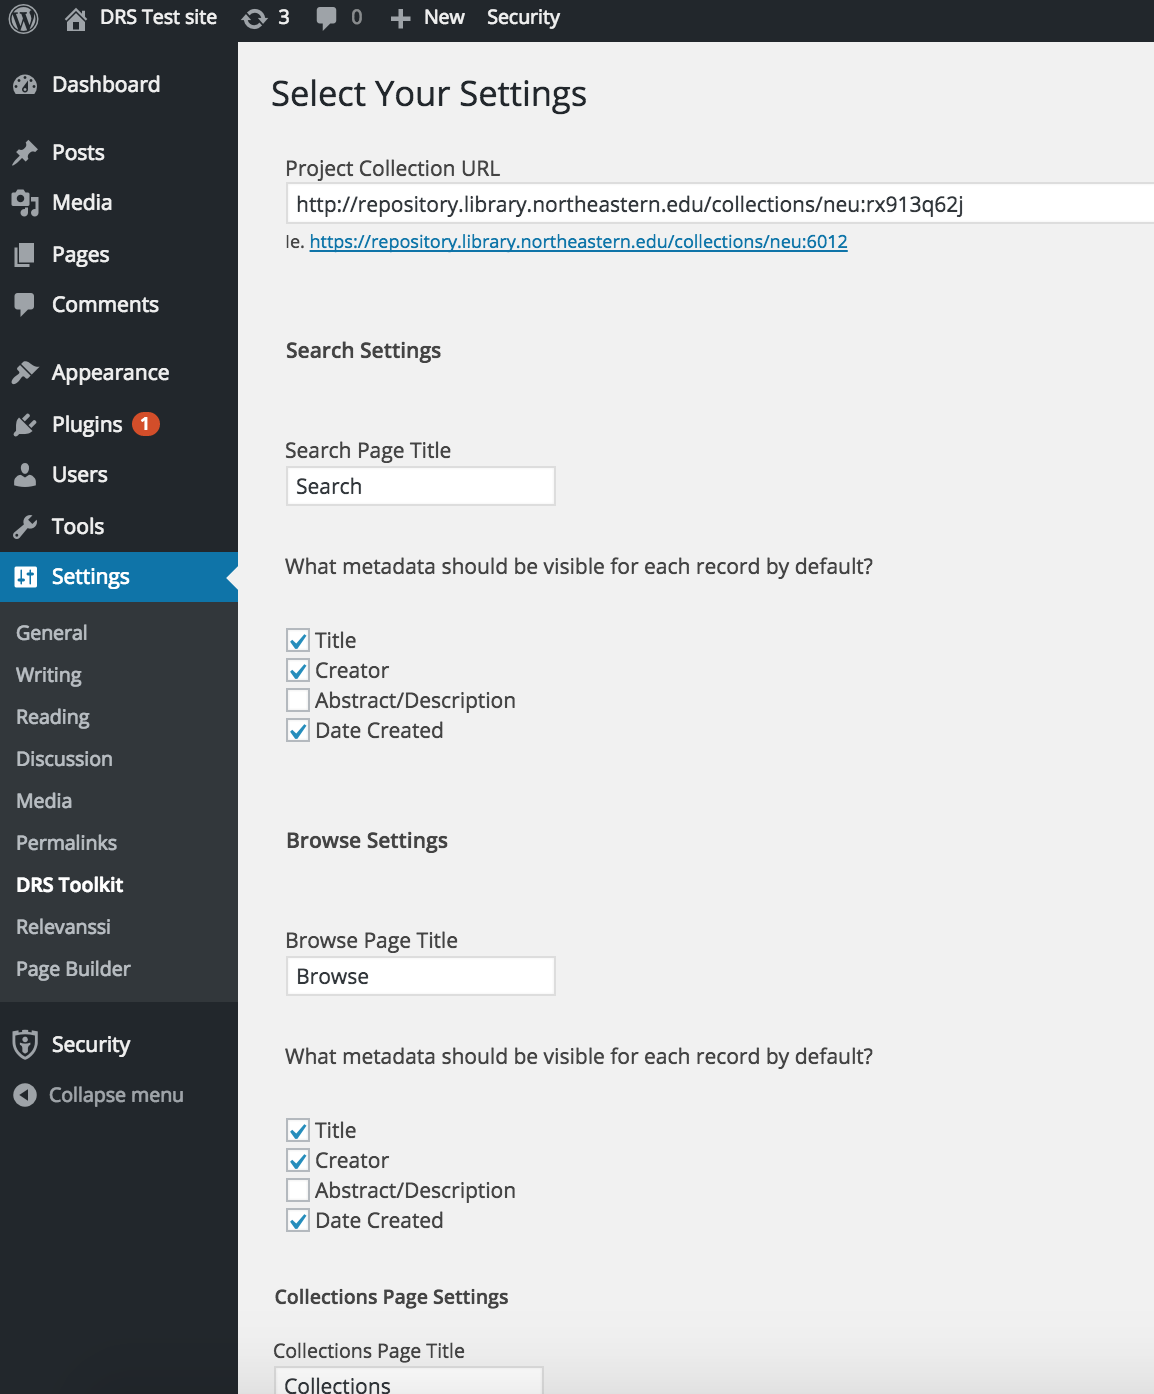 DRS Test site 3 0 New Security
Dashboard
Posts
Media
Pages
Comments
Appearance
Plugins 1
Users
Tools
Settings
General
Writing
Reading
Discussion
Media
Permalinks
DRS Toolkit
Relevanssi
Page Builder
Security
Collapse menu
Select Your Settings
Project Collection URL
http://repository.library.northeastern.edu/collections/neu:rx913q62j
Ie. https://repository.library.northeastern.edu/collections/neu:6012
Search Settings
Search Page Title
Search
What metadata should be visible for each record by default?
Title
Creator
Abstract/Description
Date Created
Browse Settings
Browse Page Title
Browse
What metadata should be visible for each record by default?
Title
Creator
Abstract/Description
Date Created
Collections Page Settings
Collections Page Title
Collections